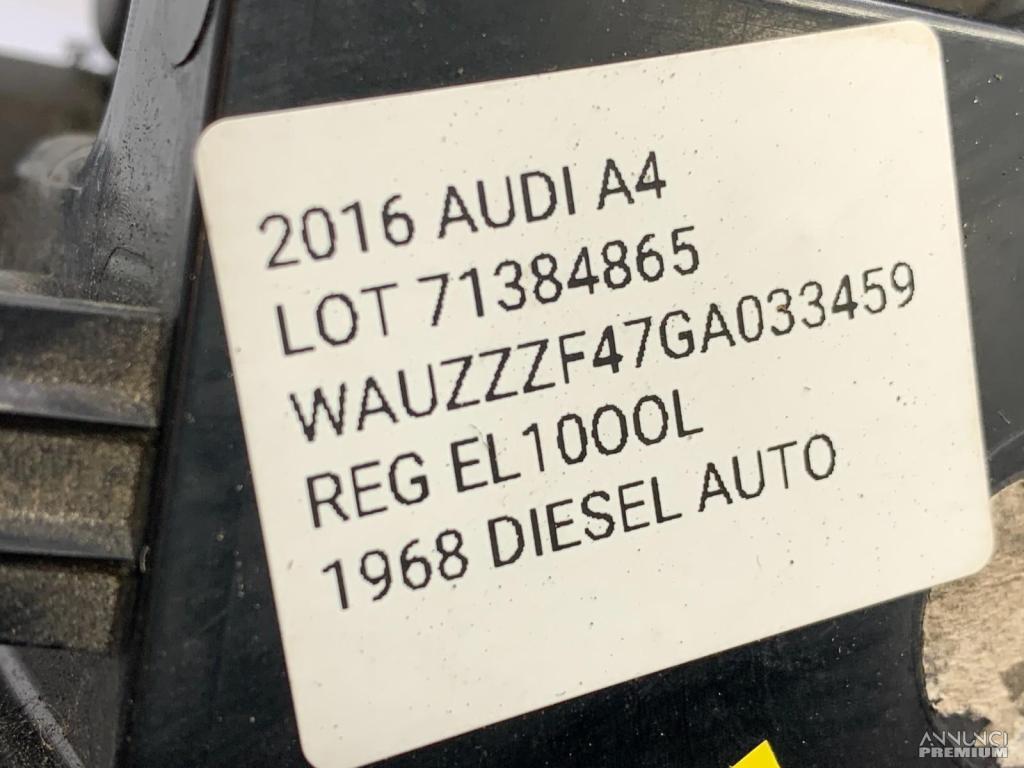 2016 AUDI A4
LOT 71384865
WAUZZZF47GA033459
REG EL10OOL
1968 DIESEL AUTO
ANNUNCI
PREMIUM